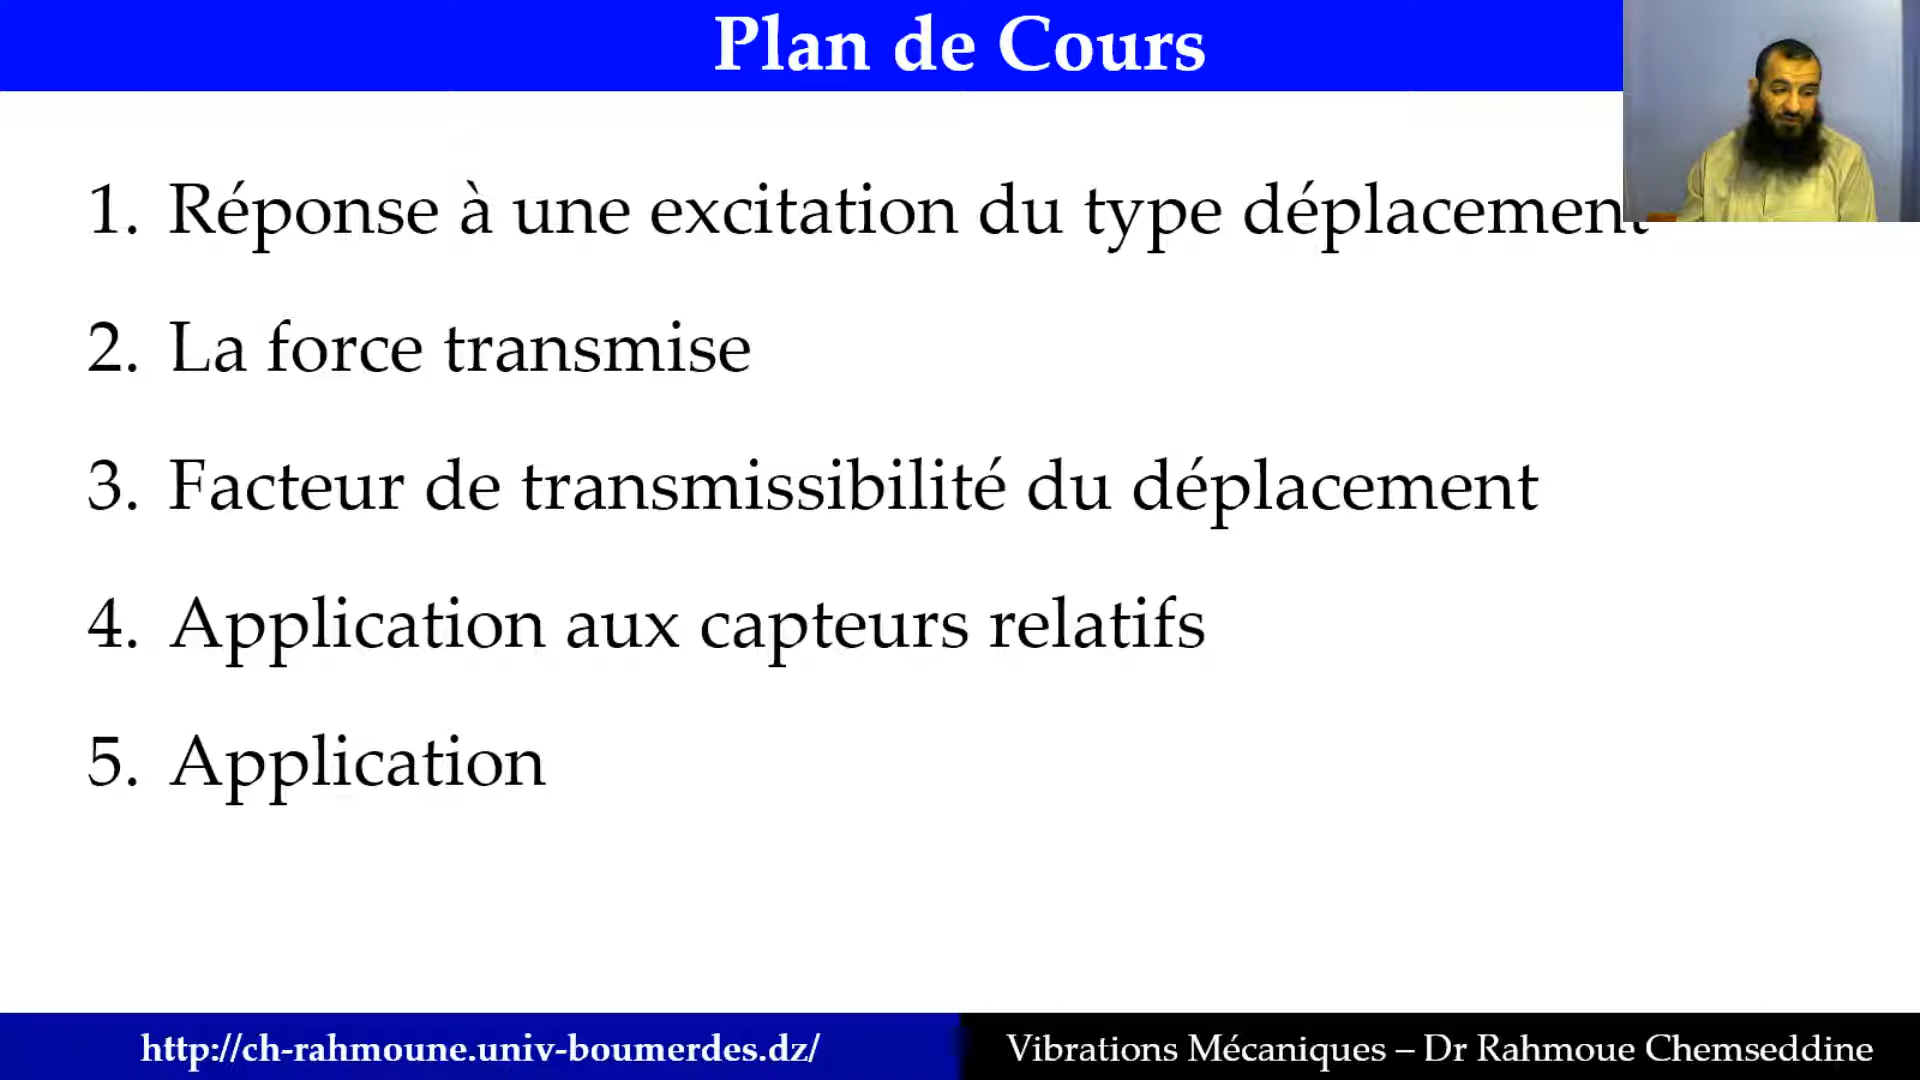 Plan de Cours
1. Réponse à une excitation du type déplacement
2. La force transmise
3. Facteur de transmissibilité du déplacement
4. Application aux capteurs relatifs
5. Application
http://ch-rahmoune.univ-boumerdes.dz/
Vibrations Mécaniques – Dr Rahmoue Chemseddine